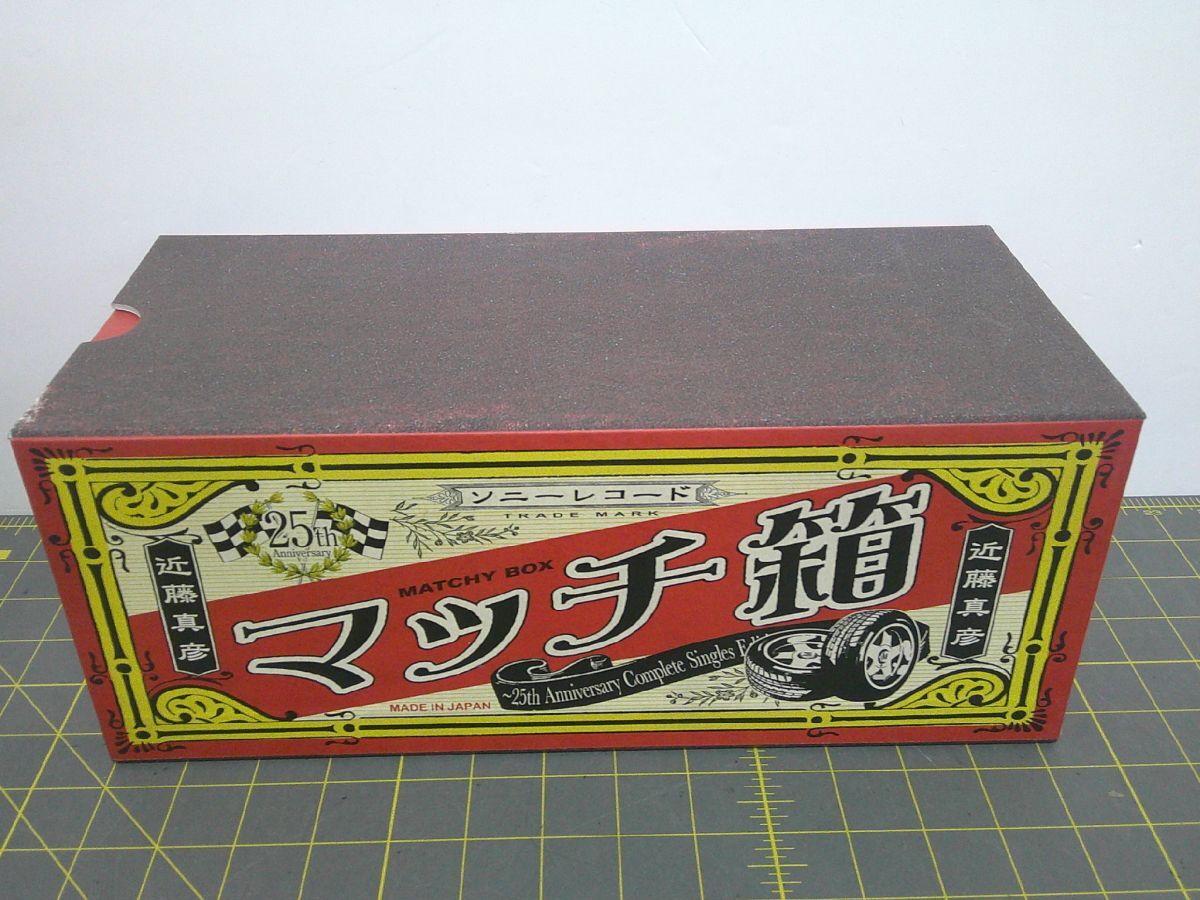 ソニーレコード
TRADE MARK
25th
Anniversary
近藤真彦
MATCHY BOX
マッチ箱
近藤真彦
~25th Anniversary Complete Singles
MADE IN JAPAN